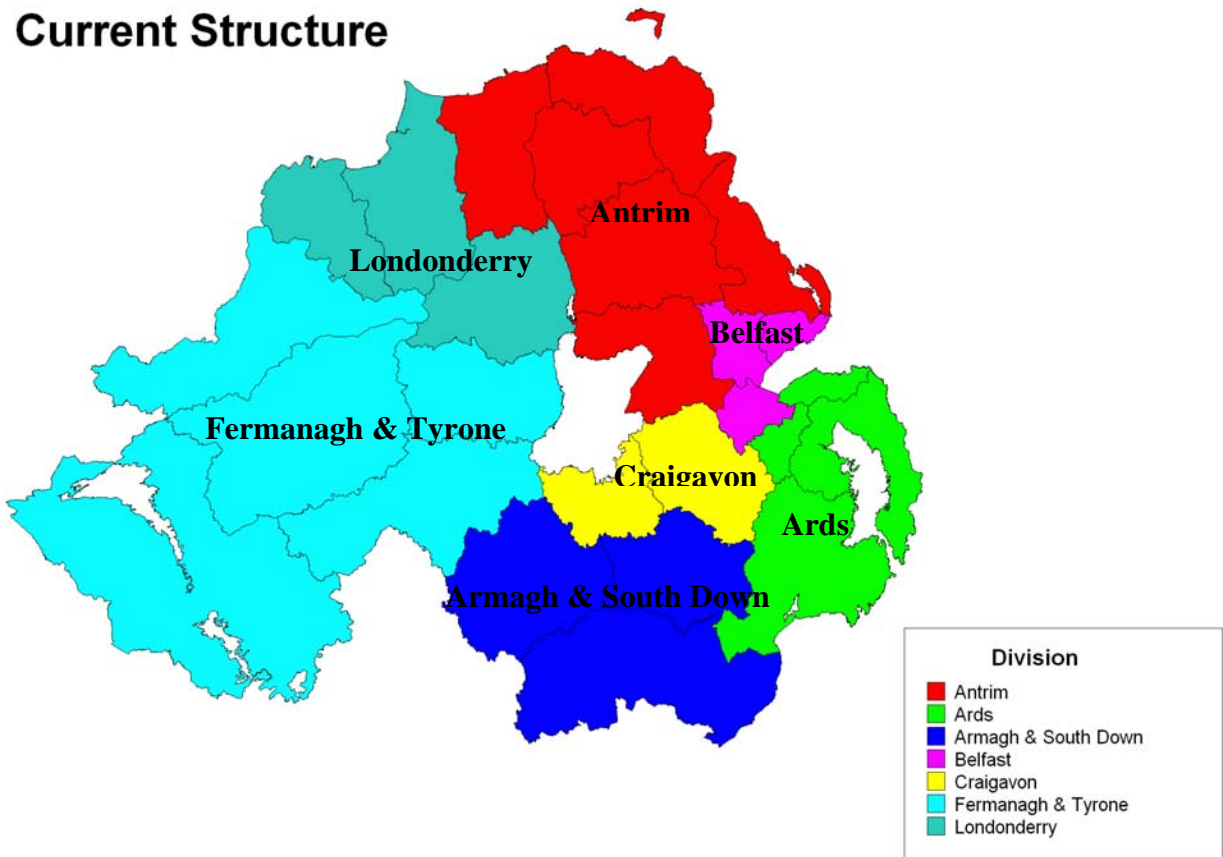 Current Structure
Antrim
Londonderry
Belfast
Fermanagh & Tyrone
Craigavon
Ards
Armagh & South Down
Division
Antrim
Ards
Armagh & South Down
Belfast
Craigavon
Fermanagh & Tyrone
Londonderry